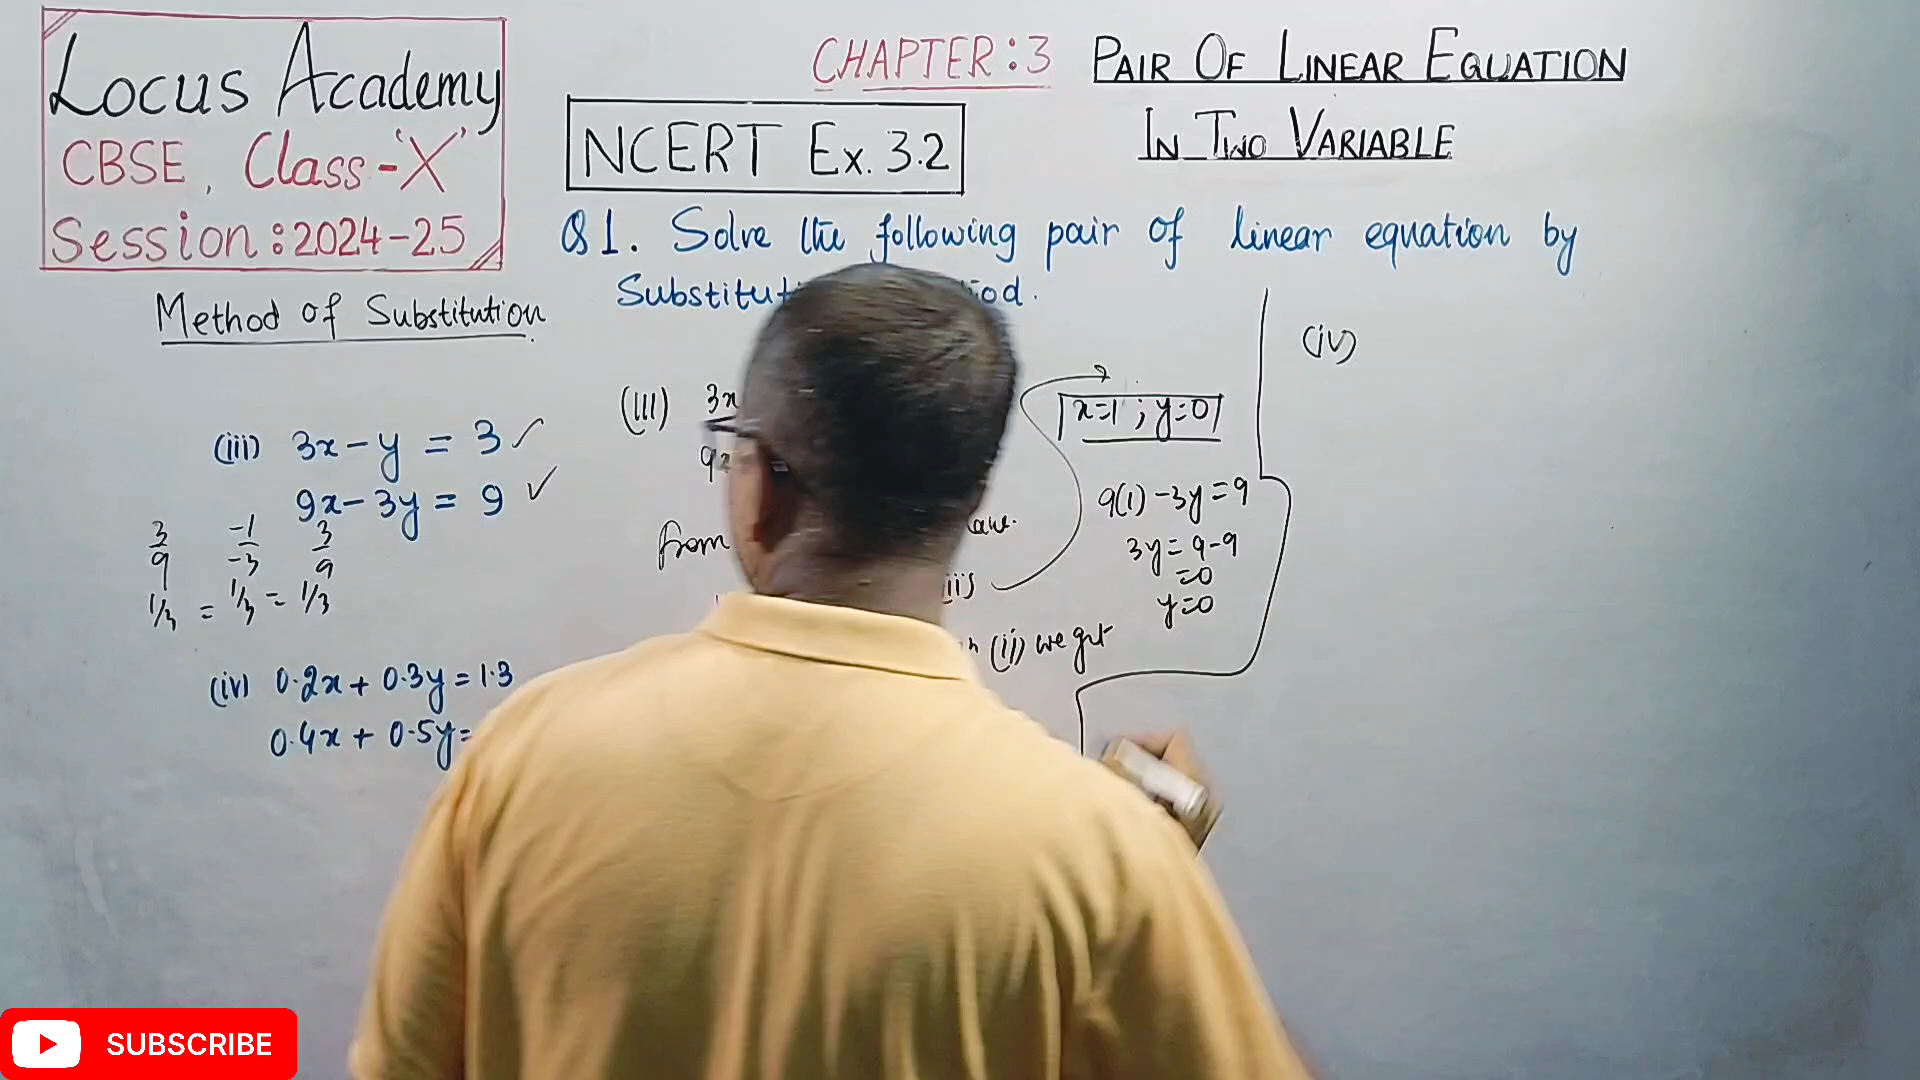 Locus Academy
CBSE, Class-'X'
Session:2024-25
CHAPTER:3 PAIR OF LINEAR EQUATION
IN TWO VARIABLE
NCERT Ex. 3.2
Q1. Solve the following pair of linear equation by
Method of Substitution
(iii) 3x - y = 3 ✓
9x - 3y = 9 ✓
3/9 -1/-3 3/9
1/3 = 1/3 = 1/3
(iv) 0.2x + 0.3y = 1.3
0.4x + 0.5y =
(III) 3x
9x
from
(ii) we get
x=1 ; y=0
9(1) - 3y = 9
3y = 9-9
=0
y=0
(iv)
SUBSCRIBE